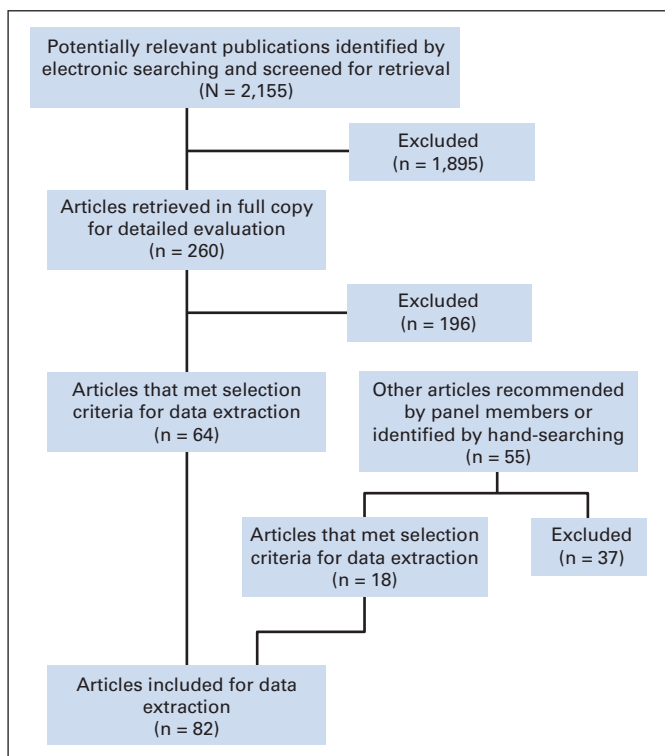 Potentially relevant publications identified by
electronic searching and screened for retrieval
(N = 2,155)
Excluded
(n = 1,895)
Articles retrieved in full copy
for detailed evaluation
(n = 260)
Excluded
(n = 196)
Articles that met selection
criteria for data extraction
(n = 64)
Other articles recommended
by panel members or
identified by hand-searching
(n = 55)
Articles that met selection
criteria for data extraction
(n = 18)
Excluded
(n = 37)
Articles included for data
extraction
(n = 82)